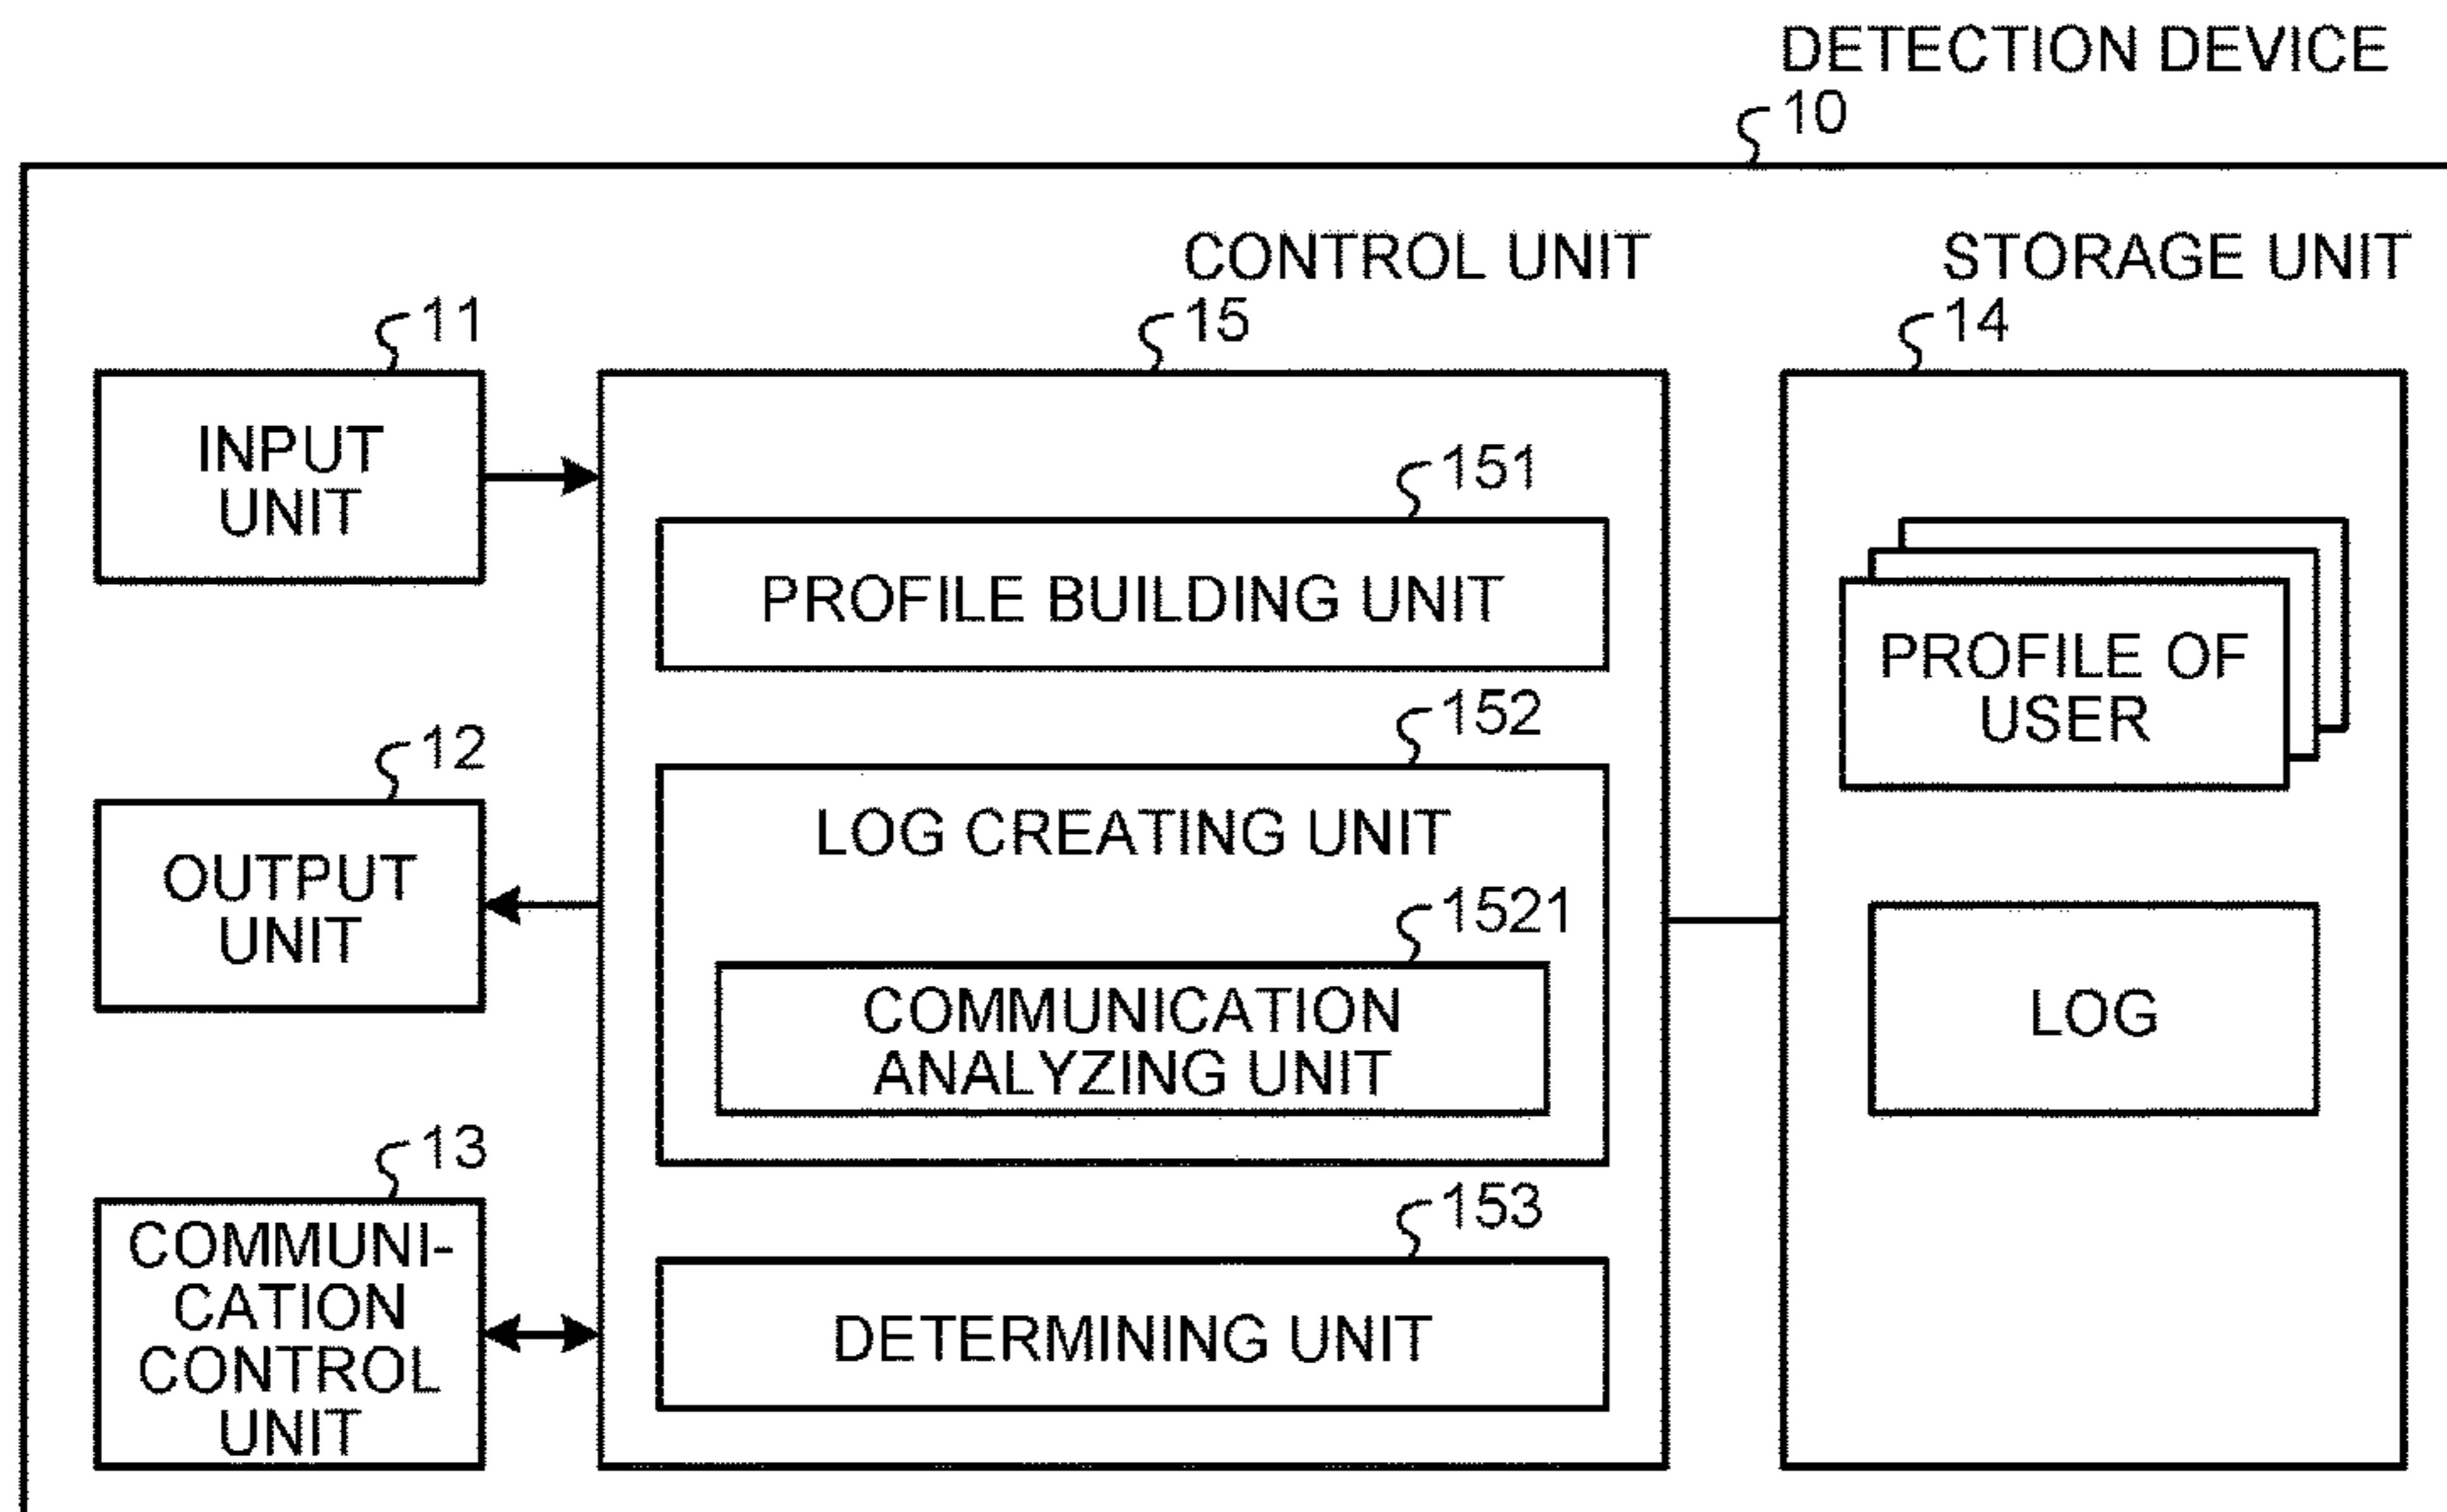 DETECTION DEVICE
10
CONTROL UNIT
15
STORAGE UNIT
14
11
INPUT
UNIT
12
OUTPUT
UNIT
13
COMMUNI-
CATION
CONTROL
UNIT
151
PROFILE BUILDING UNIT
152
LOG CREATING UNIT
1521
COMMUNICATION
ANALYZING UNIT
153
DETERMINING UNIT
PROFILE OF
USER
LOG